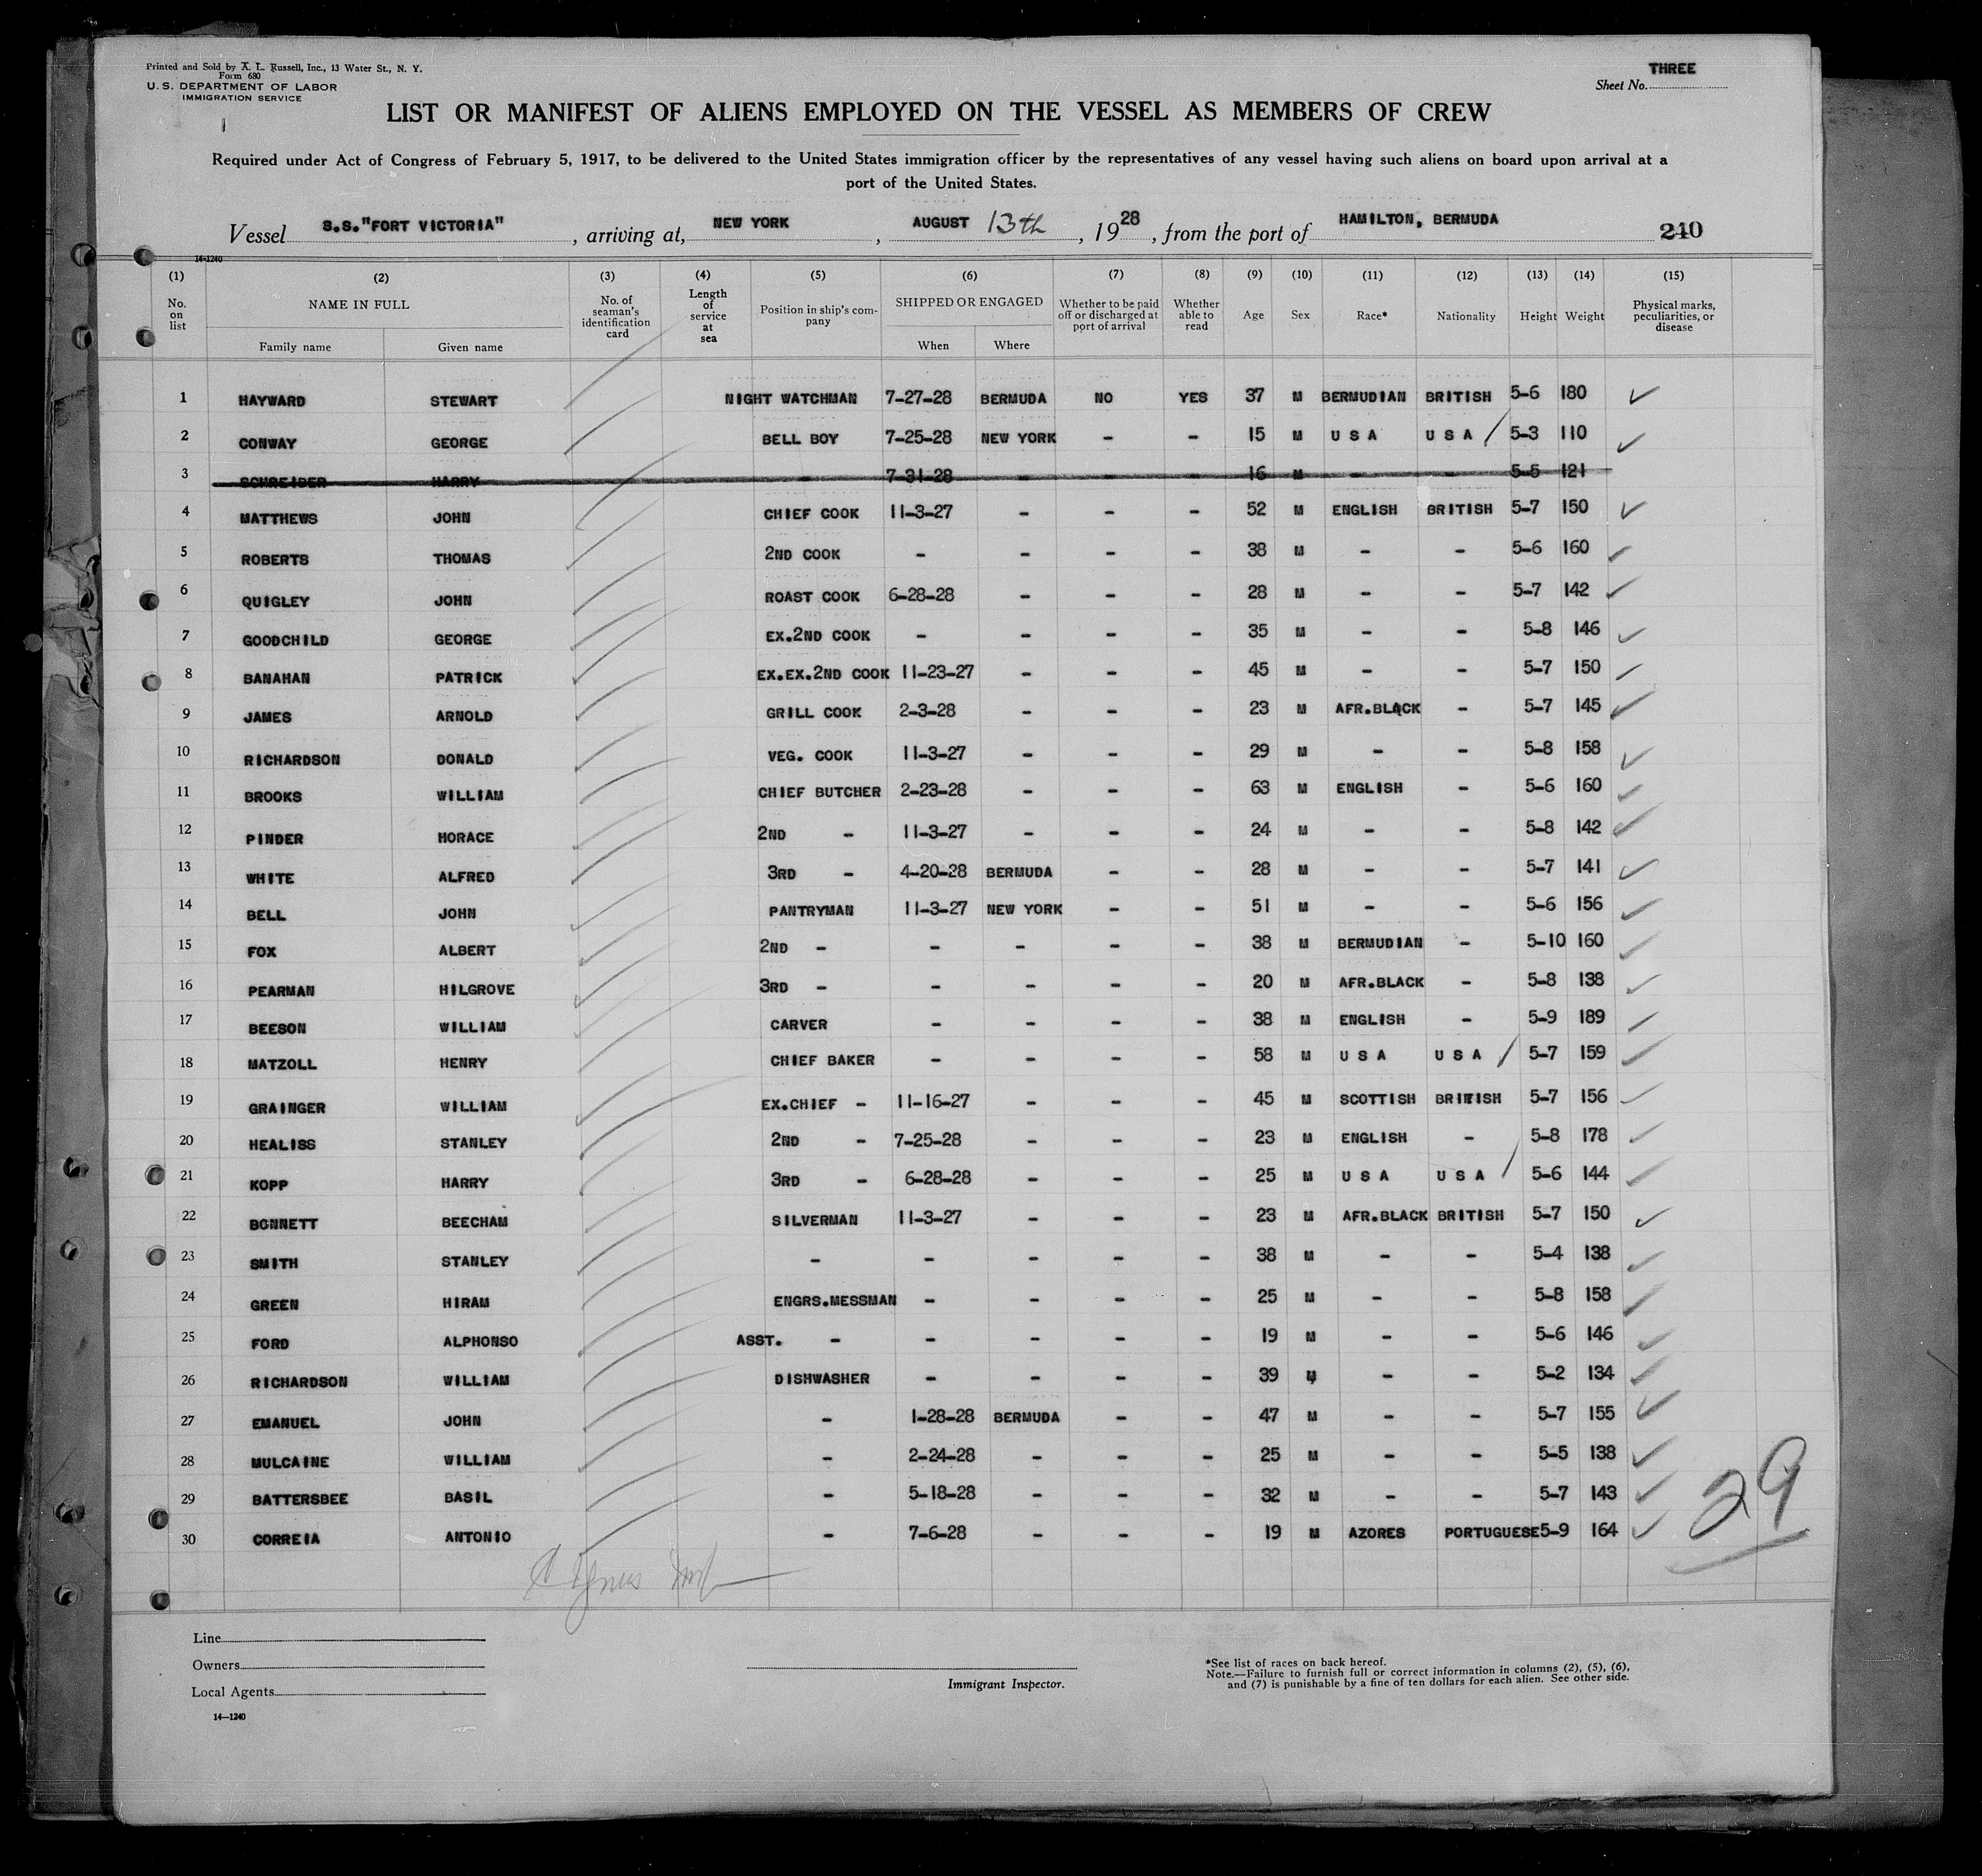 Printed and Sold by A. L. Russell, Inc., 13 Water St., N. Y.
Form 680
U. S. DEPARTMENT OF LABOR
IMMIGRATION SERVICE
THREE
Sheet No.
LIST OR MANIFEST OF ALIENS EMPLOYED ON THE VESSEL AS MEMBERS OF CREW
Required under Act of Congress of February 5, 1917, to be delivered to the United States immigration officer by the representatives of any vessel having such aliens on board upon arrival at a
port of the United States.
Vessel S.S."FORT VICTORIA", arriving at, NEW YORK, AUGUST 13th, 1928, from the port of HAMILTON, BERMUDA 240
14-1240
(1) (2) (3) (4) (5) (6) (7) (8) (9) (10) (11) (12) (13) (14) (15)
No. on list NAME IN FULL Family name Given name No. of seaman's identification card Length of service at sea Position in ship's company SHIPPED OR ENGAGED When Where Whether to be paid off or discharged at port of arrival Whether able to read Age Sex Race* Nationality Height Weight Physical marks, peculiarities, or disease
1 HAYWARD STEWART NIGHT WATCHMAN 7-27-28 BERMUDA NO YES 37 M BERMUDIAN BRITISH 5-6 180 ✓
2 CONWAY GEORGE BELL BOY 7-25-28 NEW YORK - - 15 M U S A U S A / 5-3 110 ✓
3 SCHREIDER HARRY - 7-31-28 - - - 16 M - - 5-5 121
4 MATTHEWS JOHN CHIEF COOK 11-3-27 - - - 52 M ENGLISH BRITISH 5-7 150 ✓
5 ROBERTS THOMAS 2ND COOK - - - - 38 M - - 5-6 160 ✓
6 QUIGLEY JOHN ROAST COOK 6-28-28 - - - 28 M - - 5-7 142 ✓
7 GOODCHILD GEORGE EX.2ND COOK - - - - 35 M - - 5-8 146 ✓
8 BANAHAN PATRICK EX.EX.2ND COOK 11-23-27 - - - 45 M - - 5-7 150 ✓
9 JAMES ARNOLD GRILL COOK 2-3-28 - - - 23 M AFR.BLACK - 5-7 145 ✓
10 RICHARDSON DONALD VEG. COOK 11-3-27 - - - 29 M - - 5-8 158 ✓
11 BROOKS WILLIAM CHIEF BUTCHER 2-23-28 - - - 63 M ENGLISH - 5-6 160 ✓
12 PINDER HORACE 2ND - 11-3-27 - - - 24 M - - 5-8 142 ✓
13 WHITE ALFRED 3RD - 4-20-28 BERMUDA - - 28 M - - 5-7 141 ✓
14 BELL JOHN PANTRYMAN 11-3-27 NEW YORK - - 51 M - - 5-6 156 ✓
15 FOX ALBERT 2ND - - - - - 38 M BERMUDIAN - 5-10 160 ✓
16 PEARMAN HILGROVE 3RD - - - - - 20 M AFR.BLACK - 5-8 138 ✓
17 BEESON WILLIAM CARVER - - - - 38 M ENGLISH - 5-9 189 ✓
18 MATZOLL HENRY CHIEF BAKER - - - - 58 M U S A U S A / 5-7 159 ✓
19 GRAINGER WILLIAM EX.CHIEF - 11-16-27 - - - 45 M SCOTTISH BRITISH 5-7 156 ✓
20 HEALISS STANLEY 2ND - 7-25-28 - - - 23 M ENGLISH - 5-8 178 ✓
21 KOPP HARRY 3RD - 6-28-28 - - - 25 M U S A U S A / 5-6 144 ✓
22 BONNETT BEECHAM SILVERMAN 11-3-27 - - - 23 M AFR.BLACK BRITISH 5-7 150 ✓
23 SMITH STANLEY - - - - - 38 M - - 5-4 138 ✓
24 GREEN HIRAM ENGRS.MESSMAN - - - - 25 M - - 5-8 158 ✓
25 FORD ALPHONSO ASST. - - - - - 19 M - - 5-6 146 ✓
26 RICHARDSON WILLIAM DISHWASHER - - - - 39 M - - 5-2 134 ✓
27 EMANUEL JOHN - 1-28-28 BERMUDA - - 47 M - - 5-7 155 ✓
28 MULCAINE WILLIAM - 2-24-28 - - - 25 M - - 5-5 138 ✓
29 BATTERSBEE BASIL - 5-18-28 - - - 32 M - - 5-7 143 ✓
30 CORREIA ANTONIO - 7-6-28 - - - 19 M AZORES PORTUGUESE 5-9 164 ✓
29
Line
Owners
Local Agents
14—1240
Immigrant Inspector.
*See list of races on back hereof.
Note.—Failure to furnish full or correct information in columns (2), (5), (6),
and (7) is punishable by a fine of ten dollars for each alien. See other side.